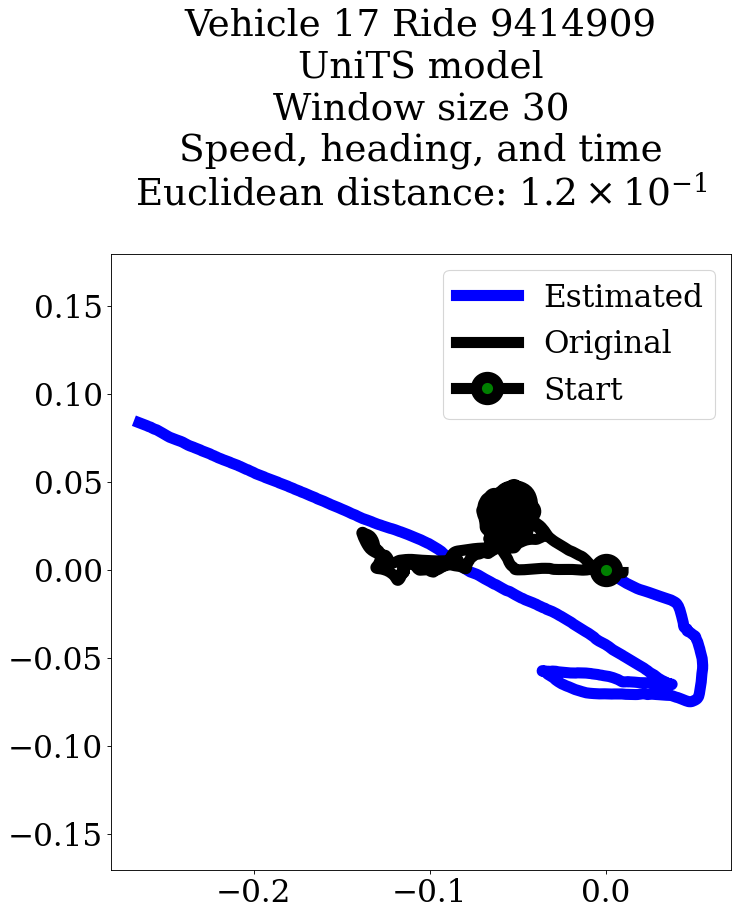 Vehicle 17 Ride 9414909
UniTS model
Window size 30
Speed, heading, and time
Euclidean distance: 1.2 × 10⁻¹
Estimated
Original
Start
0.15
0.10
0.05
0.00
−0.05
−0.10
−0.15
−0.2 −0.1 0.0